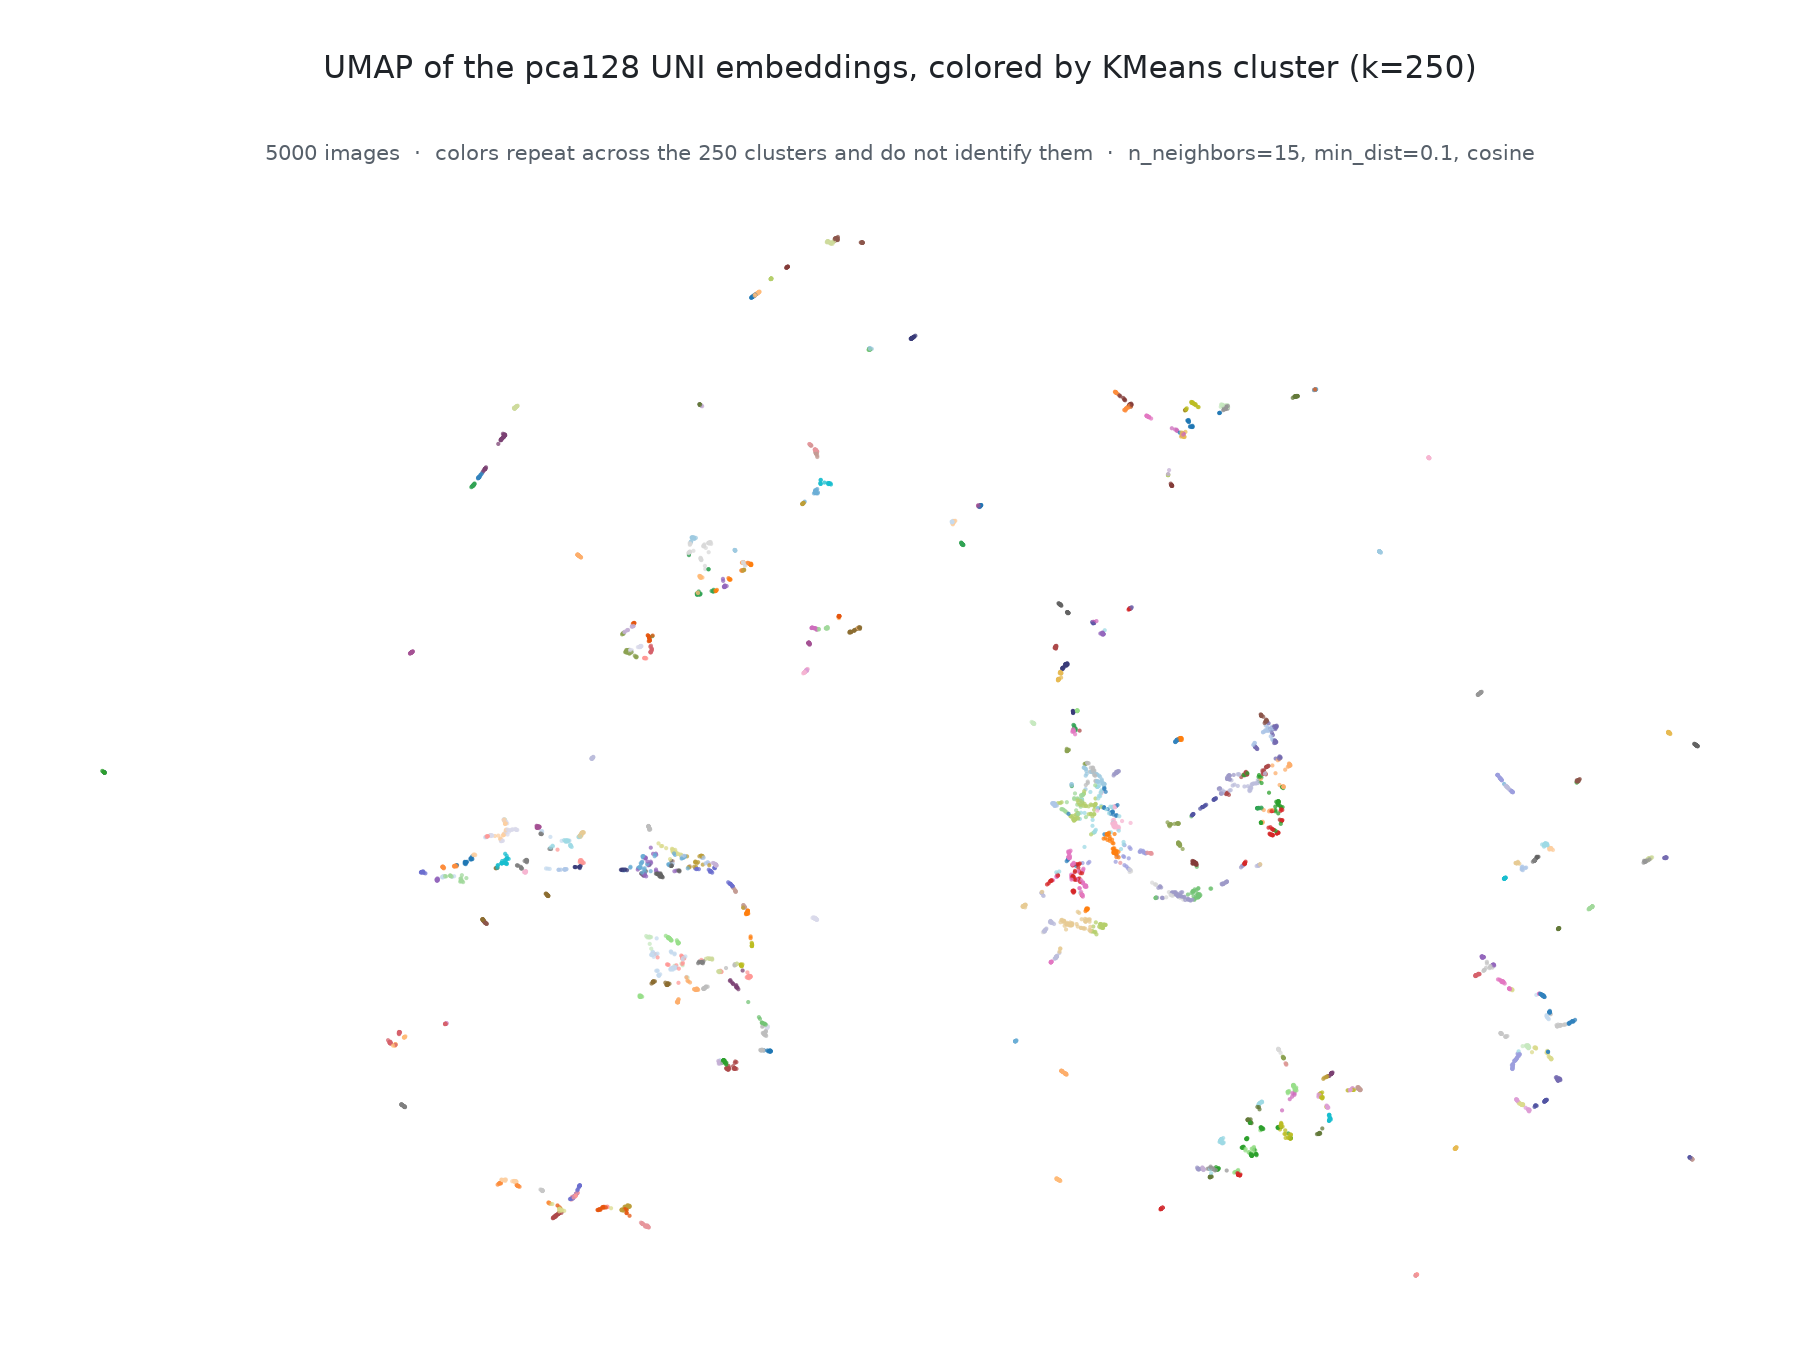 UMAP of the pca128 UNI embeddings, colored by KMeans cluster (k=250)
5000 images · colors repeat across the 250 clusters and do not identify them · n_neighbors=15, min_dist=0.1, cosine